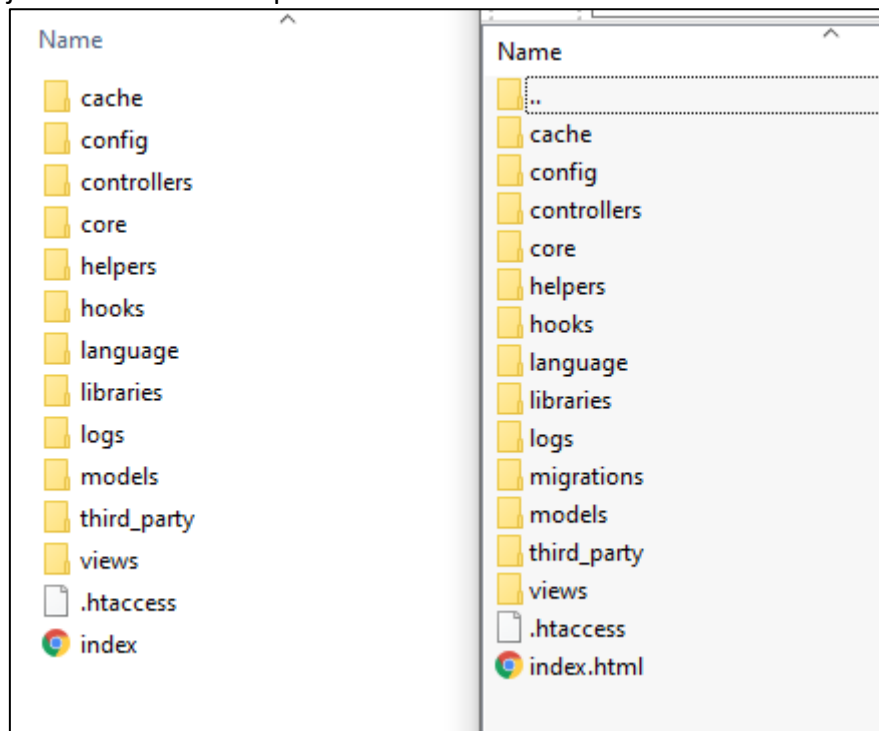 Name
cache
config
controllers
core
helpers
hooks
language
libraries
logs
models
third_party
views
.htaccess
index
Name
..
cache
config
controllers
core
helpers
hooks
language
libraries
logs
migrations
models
third_party
views
.htaccess
index.html